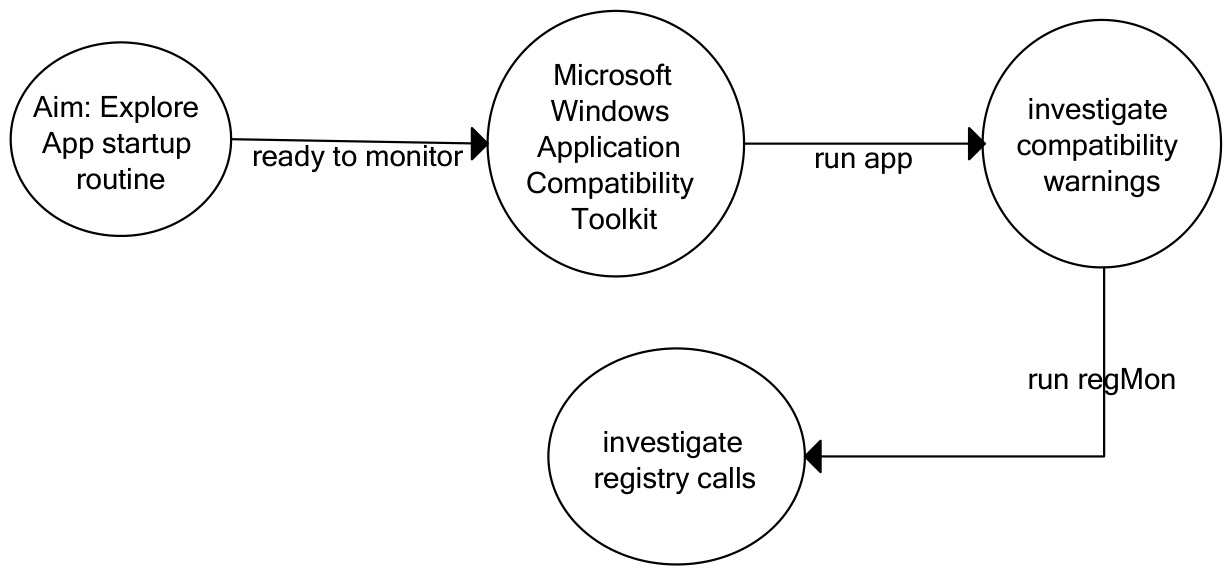 Aim: Explore
App startup
routine
ready to monitor
Microsoft
Windows
Application
Compatibility
Toolkit
run app
investigate
compatibility
warnings
run regMon
investigate
registry calls